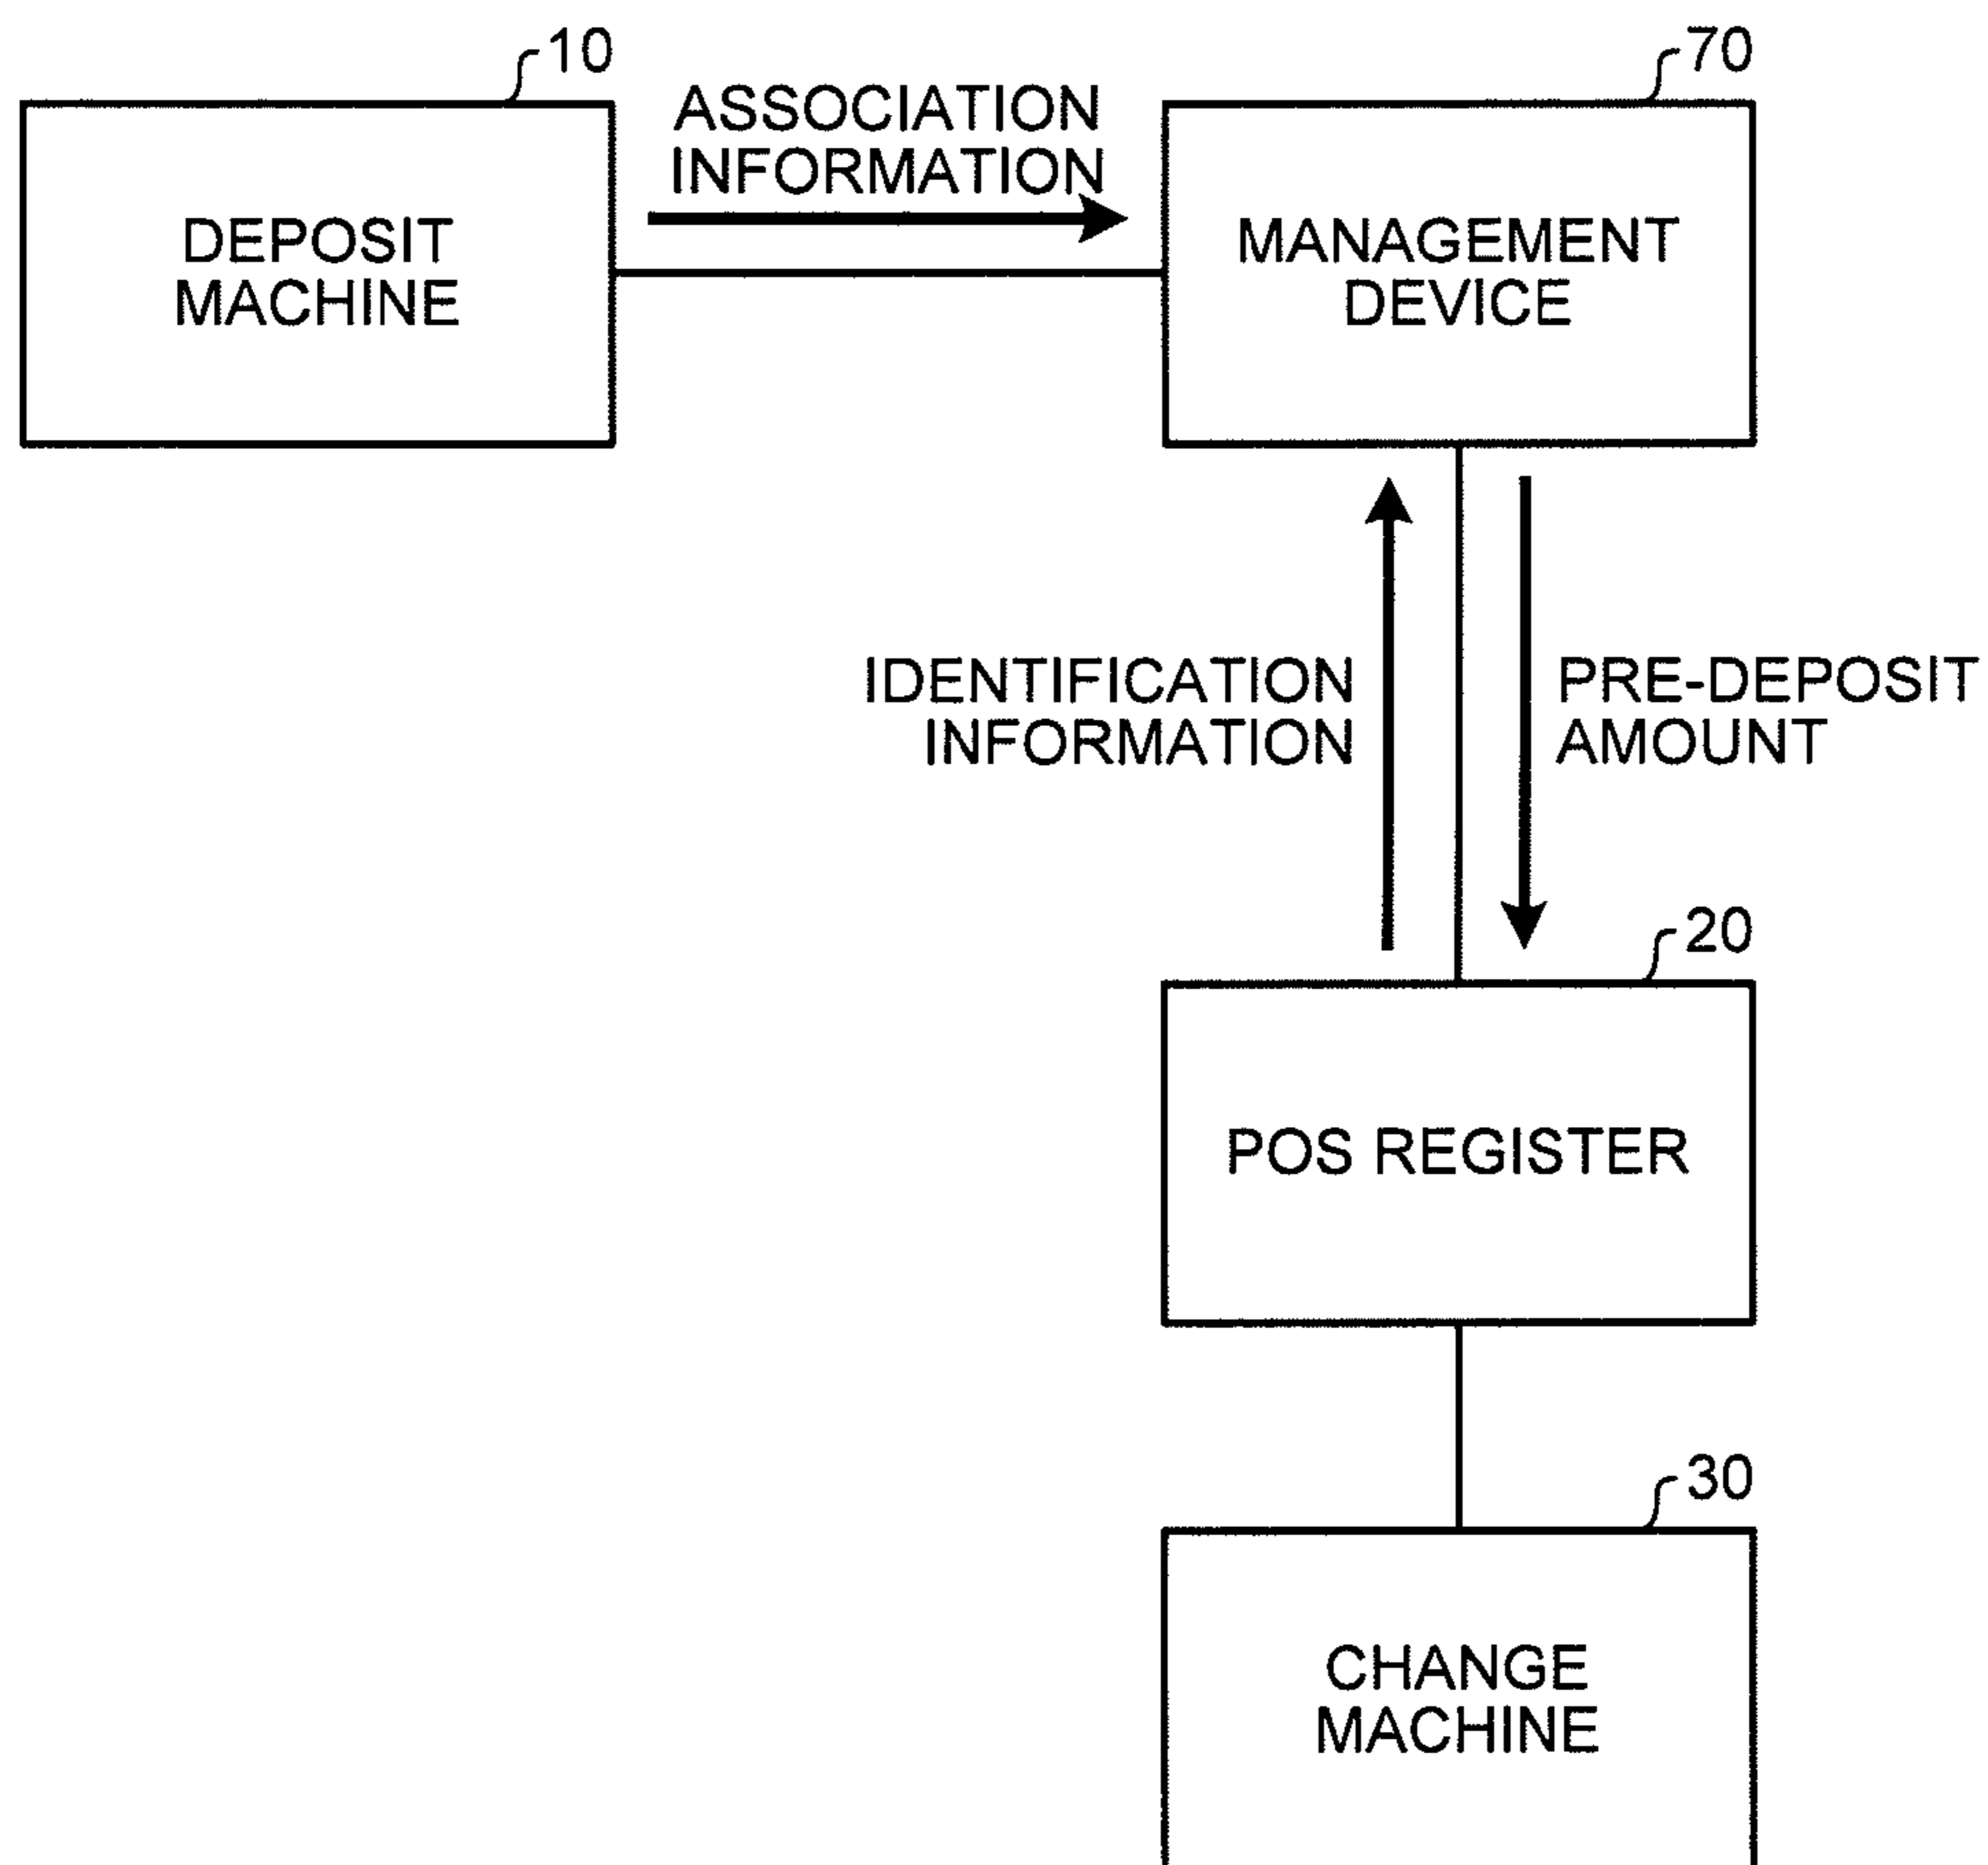 10
70
ASSOCIATION
INFORMATION
DEPOSIT
MACHINE
MANAGEMENT
DEVICE
IDENTIFICATION
INFORMATION
PRE-DEPOSIT
AMOUNT
20
POS REGISTER
30
CHANGE
MACHINE